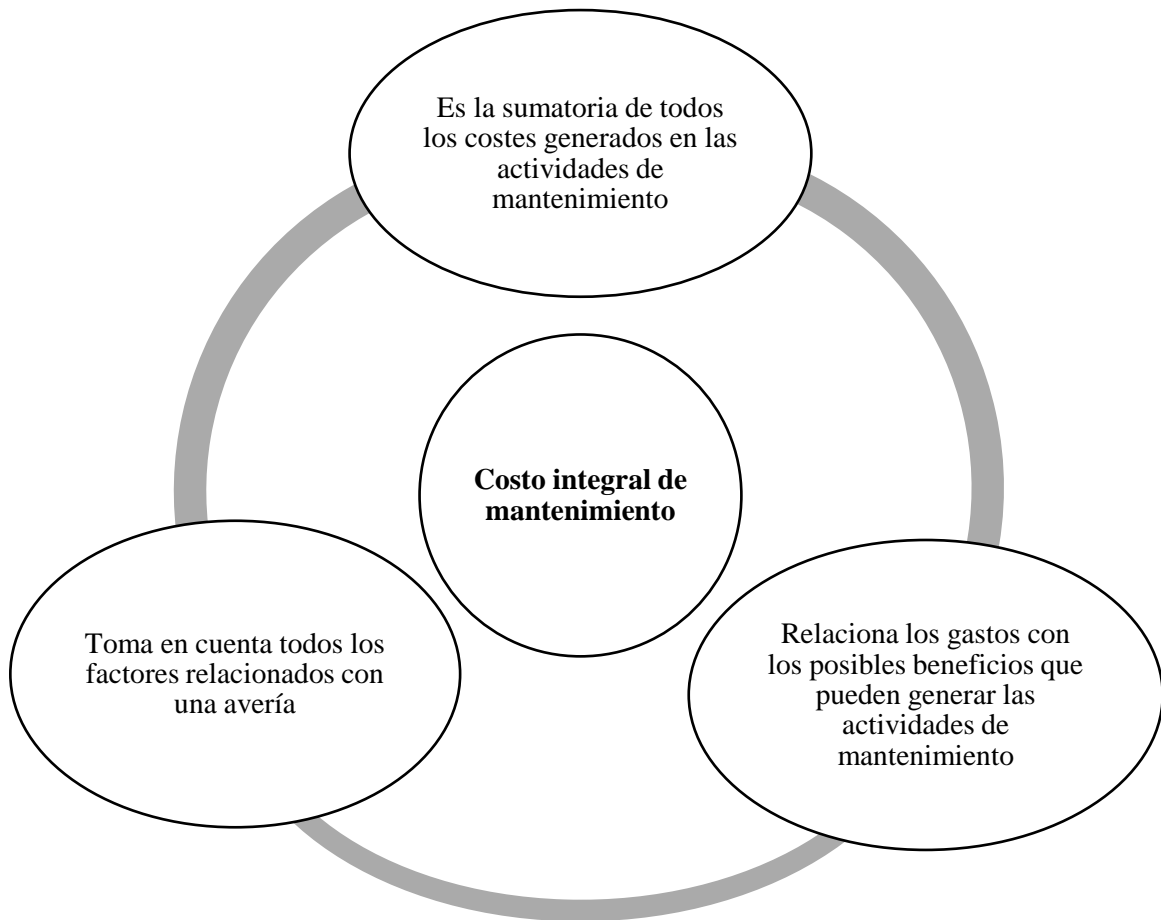 Es la sumatoria de todos
los costes generados en las
actividades de
mantenimiento
Costo integral de
mantenimiento
Toma en cuenta todos los
factores relacionados con
una avería
Relaciona los gastos con
los posibles beneficios que
pueden generar las
actividades de
mantenimiento